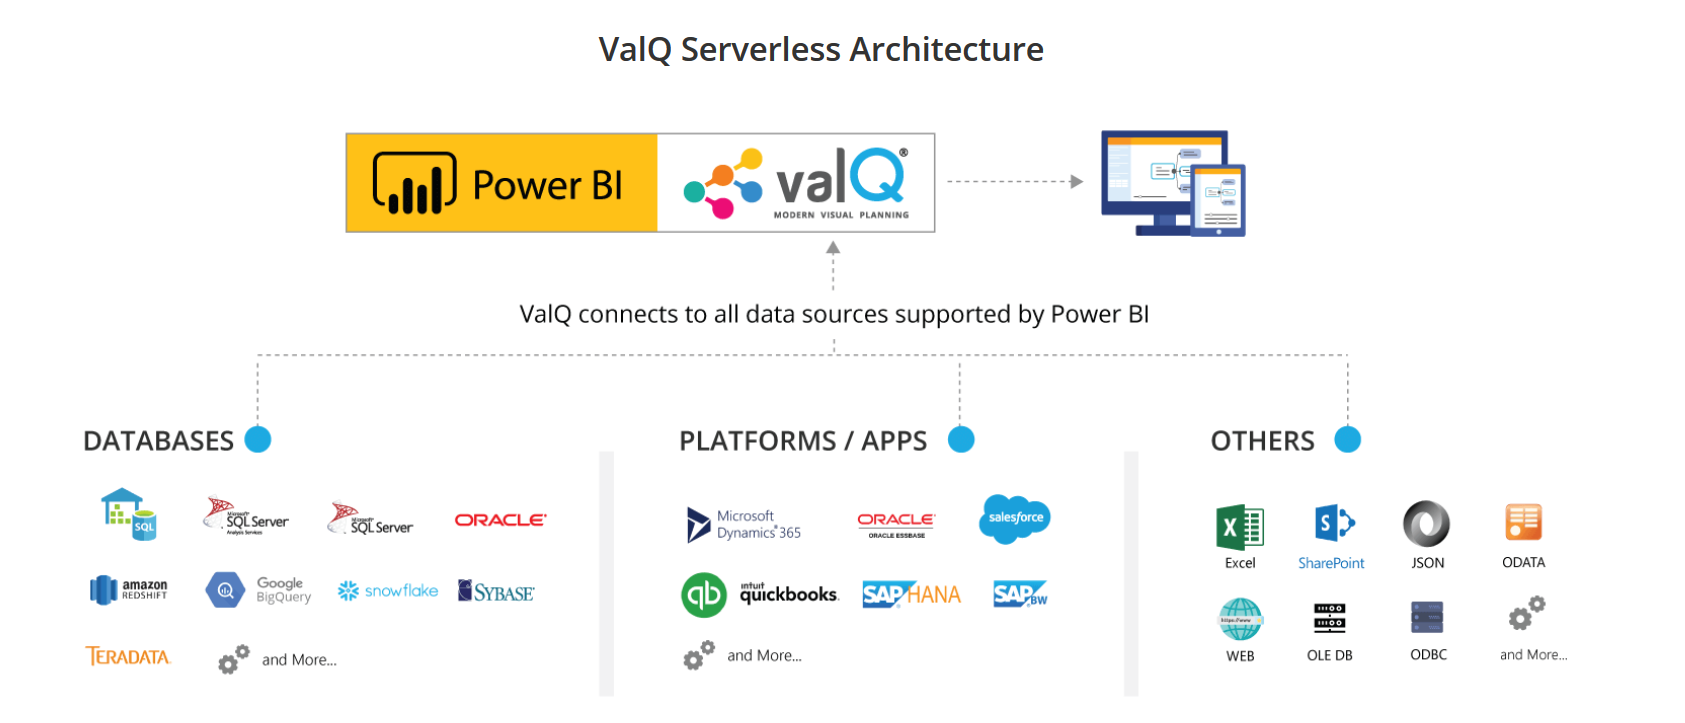 ValQ Serverless Architecture
Power BI
valQ®
MODERN VISUAL PLANNING
ValQ connects to all data sources supported by Power BI
DATABASES
PLATFORMS / APPS
OTHERS
SQL
Microsoft
SQL Server
Analysis Services
Microsoft
SQL Server
ORACLE
amazon
REDSHIFT
Google
BigQuery
snowflake
SYBASE
TERADATA
and More...
Microsoft
Dynamics 365
ORACLE
ORACLE ESSBASE
salesforce
qb
intuit
quickbooks.
SAP HANA
SAP BW
and More...
X
Excel
S
SharePoint
JSON
ODATA
https://www
WEB
OLE DB
ODBC
and More...